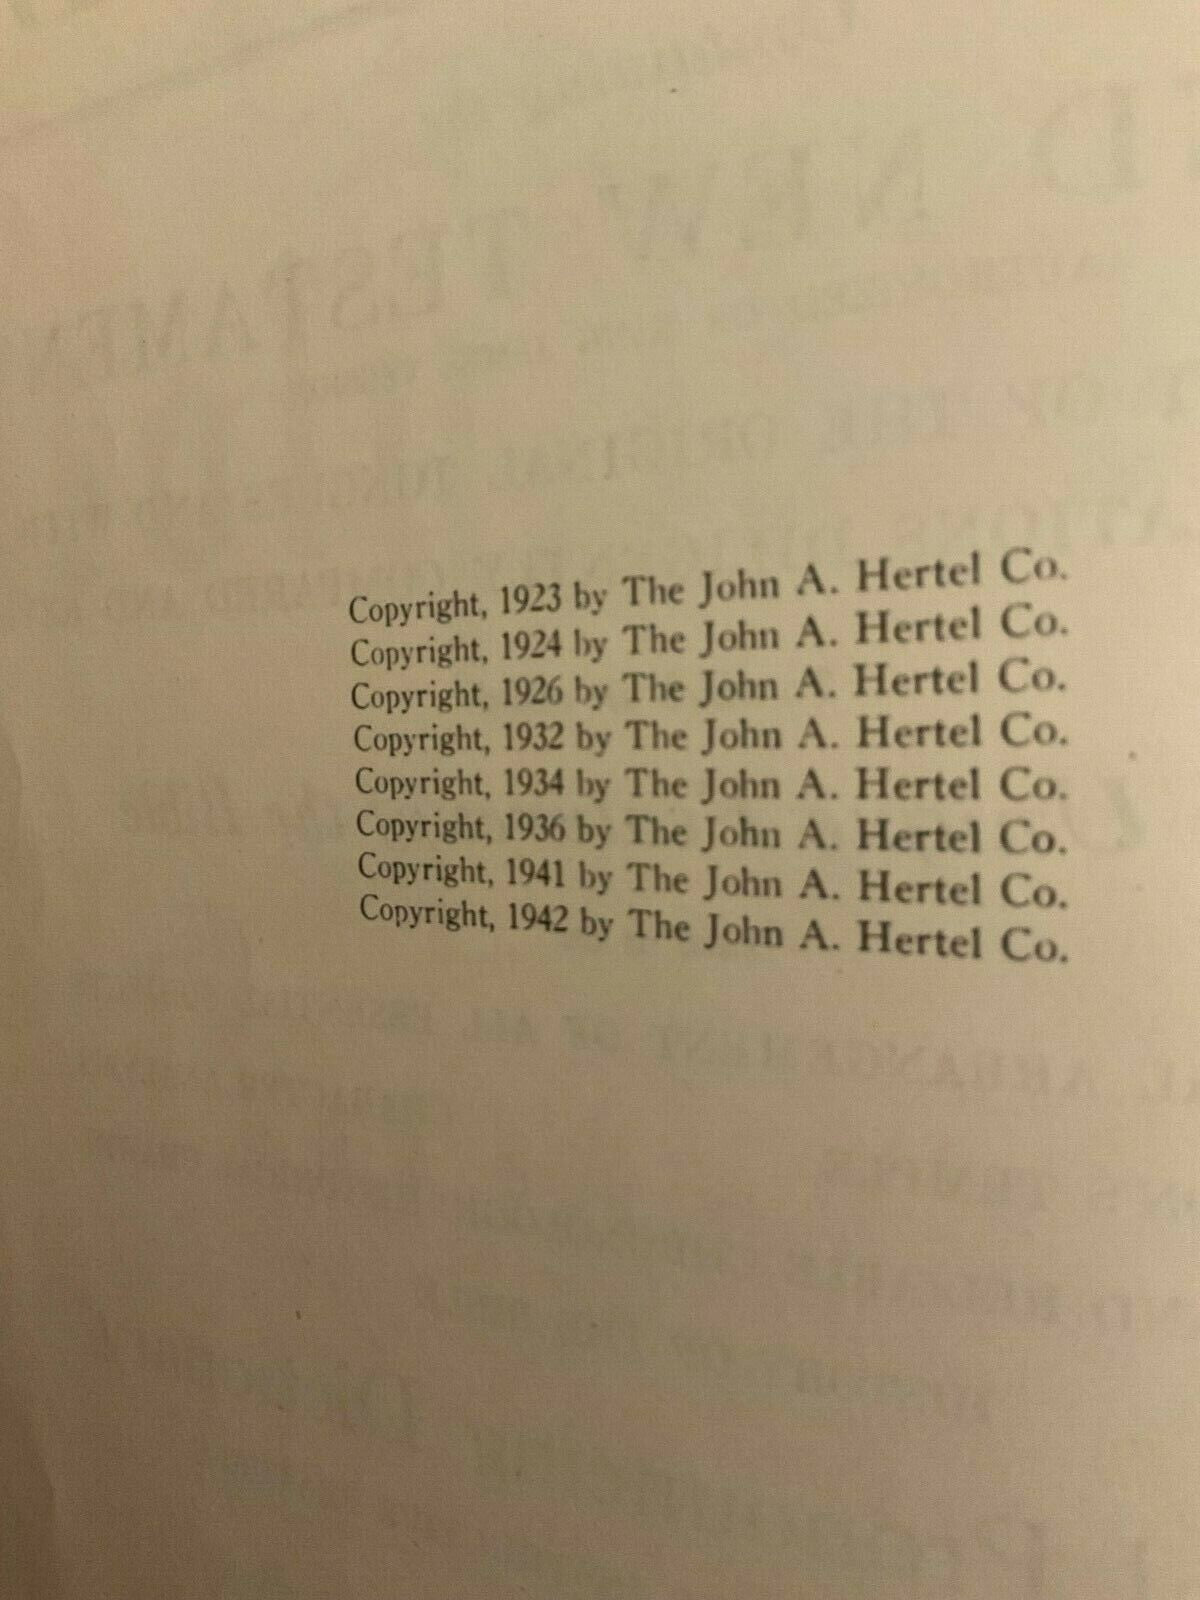 Copyright, 1923 by The John A. Hertel Co.
Copyright, 1924 by The John A. Hertel Co.
Copyright, 1926 by The John A. Hertel Co.
Copyright, 1932 by The John A. Hertel Co.
Copyright, 1934 by The John A. Hertel Co.
Copyright, 1936 by The John A. Hertel Co.
Copyright, 1941 by The John A. Hertel Co.
Copyright, 1942 by The John A. Hertel Co.